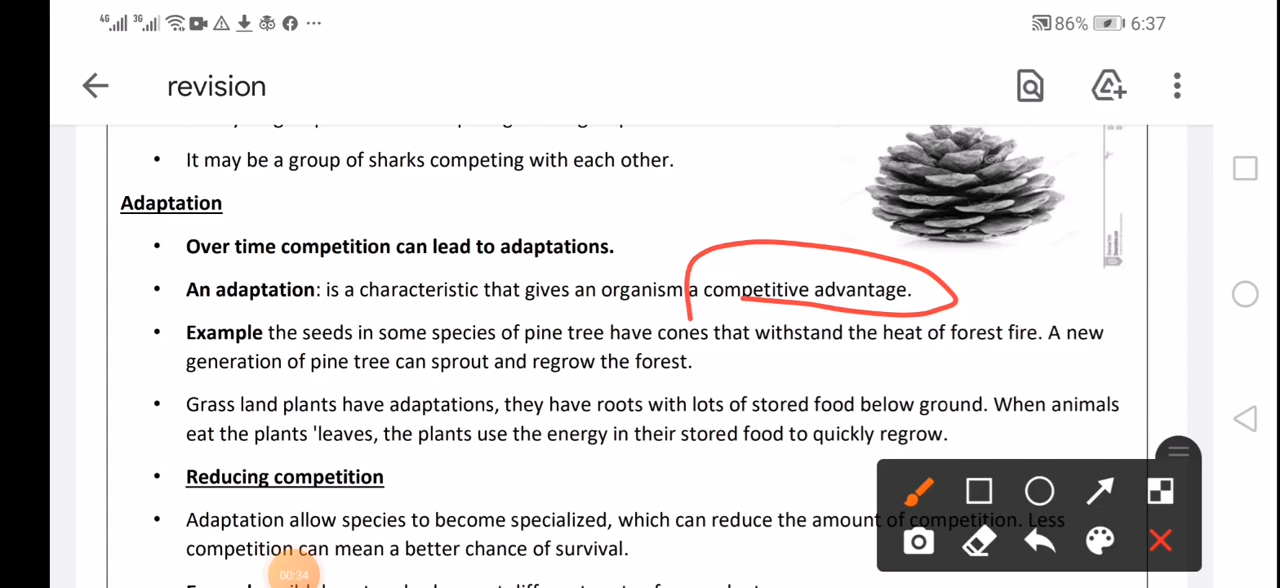 4G 3G 86% 6:37
revision
• It may be a group of sharks competing with each other.
Adaptation
• Over time competition can lead to adaptations.
• An adaptation: is a characteristic that gives an organism a competitive advantage.
• Example the seeds in some species of pine tree have cones that withstand the heat of forest fire. A new
generation of pine tree can sprout and regrow the forest.
• Grass land plants have adaptations, they have roots with lots of stored food below ground. When animals
eat the plants 'leaves, the plants use the energy in their stored food to quickly regrow.
• Reducing competition
• Adaptation allow species to become specialized, which can reduce the amount of competition. Less
competition can mean a better chance of survival.
00:34